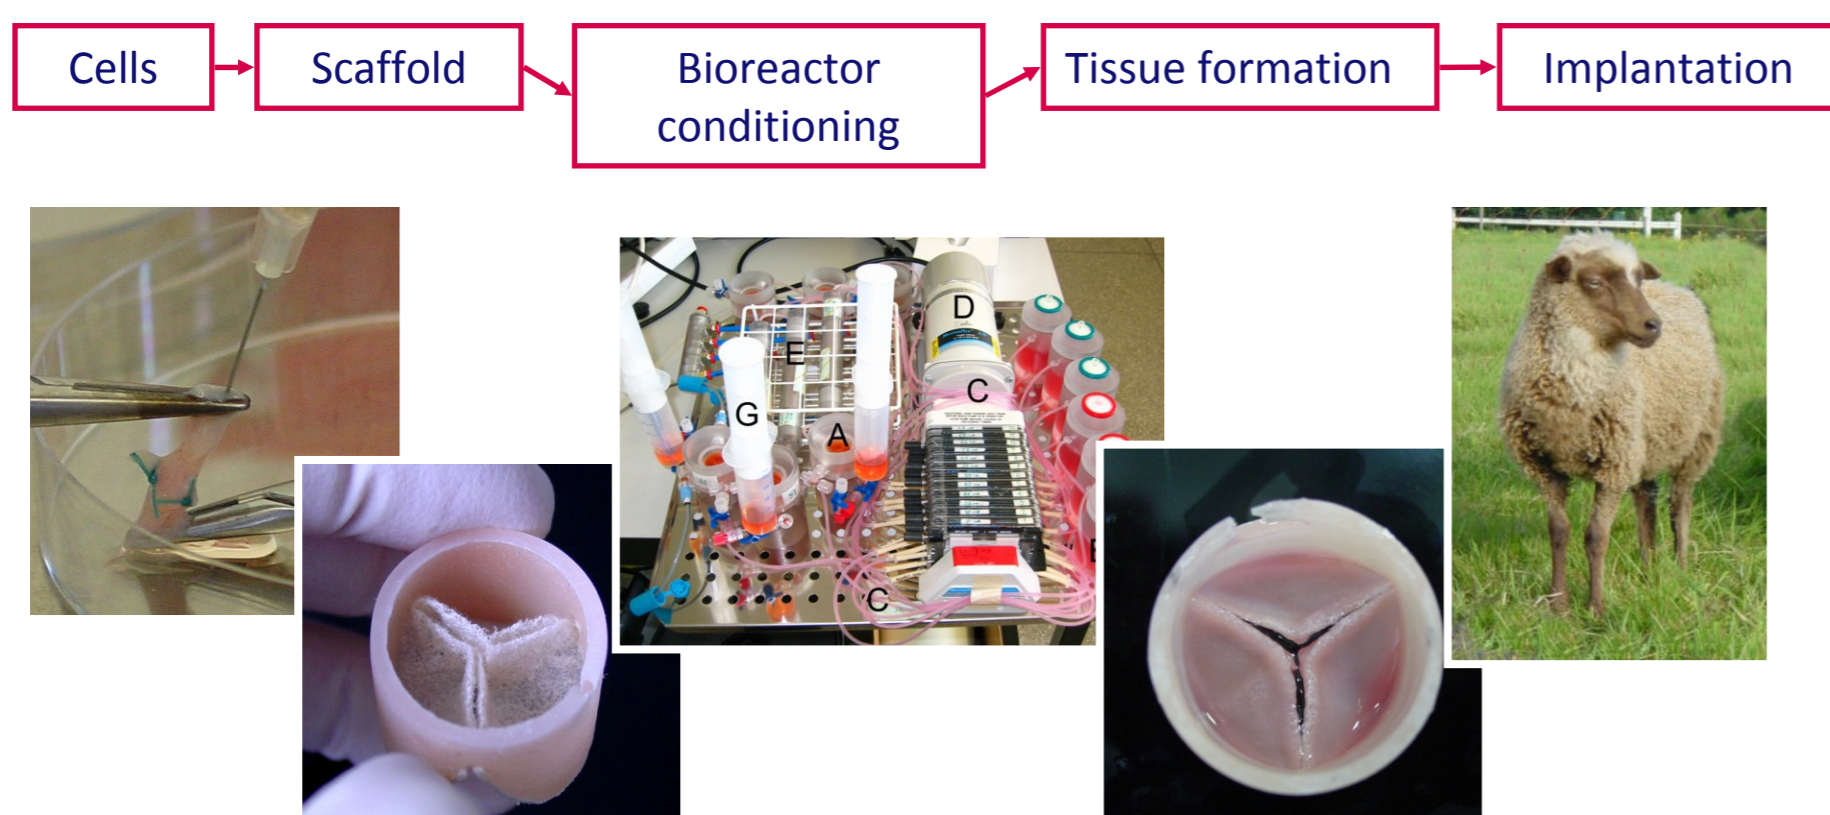 Cells
Scaffold
Bioreactor
conditioning
Tissue formation
Implantation
D
E
C
G
A
C